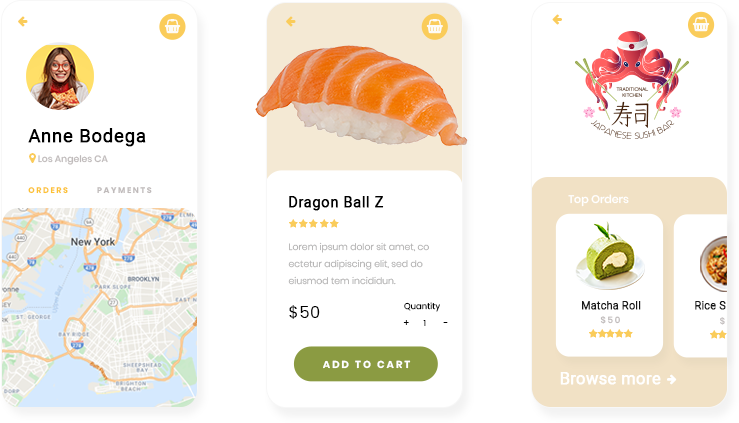 Anne Bodega
Los Angeles CA
ORDERS PAYMENTS
New York
BROOKLYN
PARK SLOPE
EAST
ST. GEORGE
BAY RIDGE
SHEEPSHEAD
BAY
BRIGHTON
BEACH
Dragon Ball Z
Lorem ipsum dolor sit amet, co
ectetur adipiscing elit, sed do
eiusmod tem incididun.
$50
Quantity
+ 1 -
ADD TO CART
TRADITIONAL
KITCHEN
寿司
JAPANESE SUSHI BAR
Top Orders
Matcha Roll
$50
Rice S
$
Browse more